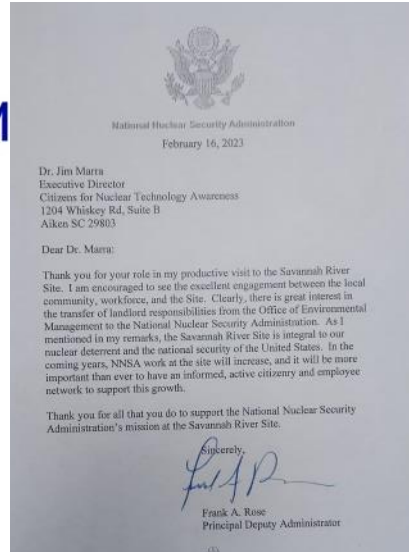 M
National Nuclear Security Administration
February 16, 2023
Dr. Jim Marra
Executive Director
Citizens for Nuclear Technology Awareness
1204 Whiskey Rd, Suite B
Aiken SC 29803
Dear Dr. Marra:
Thank you for your role in my productive visit to the Savannah River
Site. I am encouraged to see the excellent engagement between the local
community, workforce, and the Site. Clearly, there is great interest in
the transfer of landlord responsibilities from the Office of Environmental
Management to the National Nuclear Security Administration. As I
mentioned in my remarks, the Savannah River Site is integral to our
nuclear deterrent and the national security of the United States. In the
coming years, NNSA work at the site will increase, and it will be more
important than ever to have an informed, active citizenry and employee
network to support this growth.
Thank you for all that you do to support the National Nuclear Security
Administration's mission at the Savannah River Site.
Sincerely,
Frank A. Rose
Principal Deputy Administrator